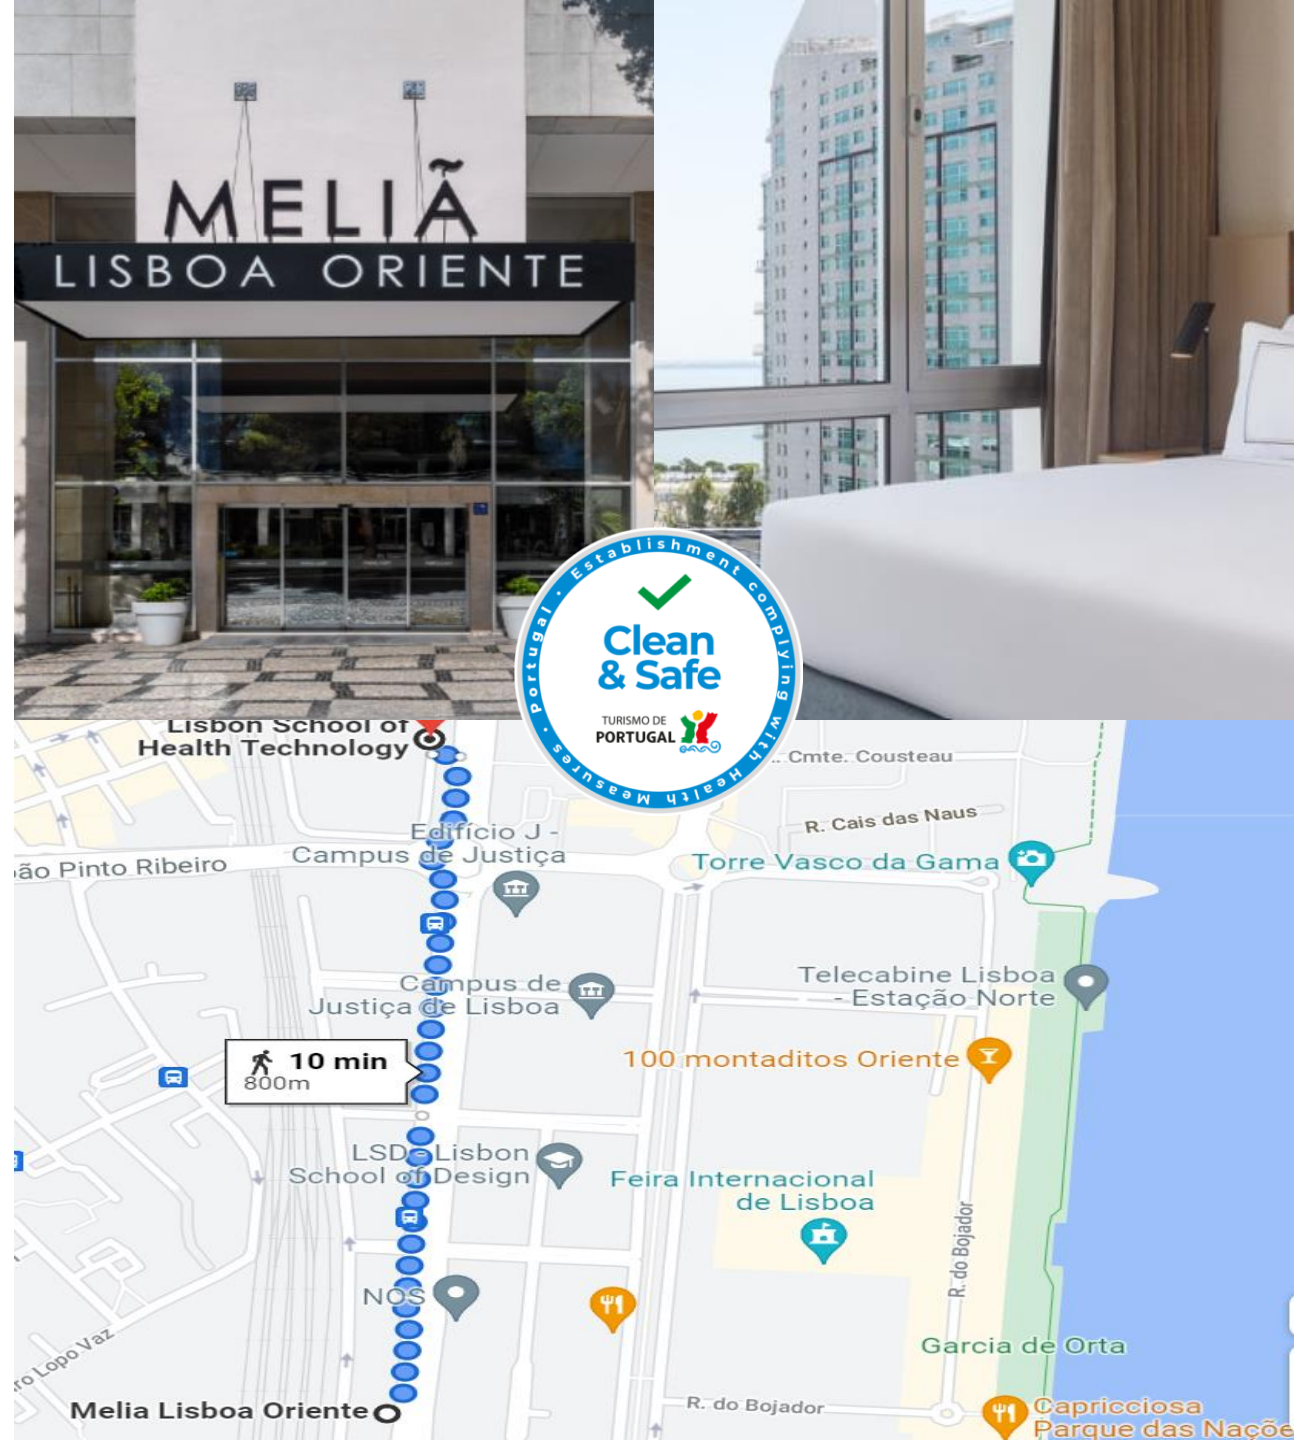 MELIÃ
LISBOA ORIENTE
Portugal • Establishment complying with Health Measures •
Clean
& Safe
TURISMO DE
PORTUGAL
Lisbon School of
Health Technology
.. Cmte. Cousteau
R. Cais das Naus
Edifício J -
Campus de Justiça
ão Pinto Ribeiro
Torre Vasco da Gama
Campus de
Justiça de Lisboa
Telecabine Lisboa
- Estação Norte
10 min
800m
100 montaditos Oriente
LSD - Lisbon
School of Design
Feira Internacional
de Lisboa
R. do Bojador
NOS
Garcia de Orta
ro Lopo Vaz
Melia Lisboa Oriente
R. do Bojador
Capricciosa
Parque das Naçõe